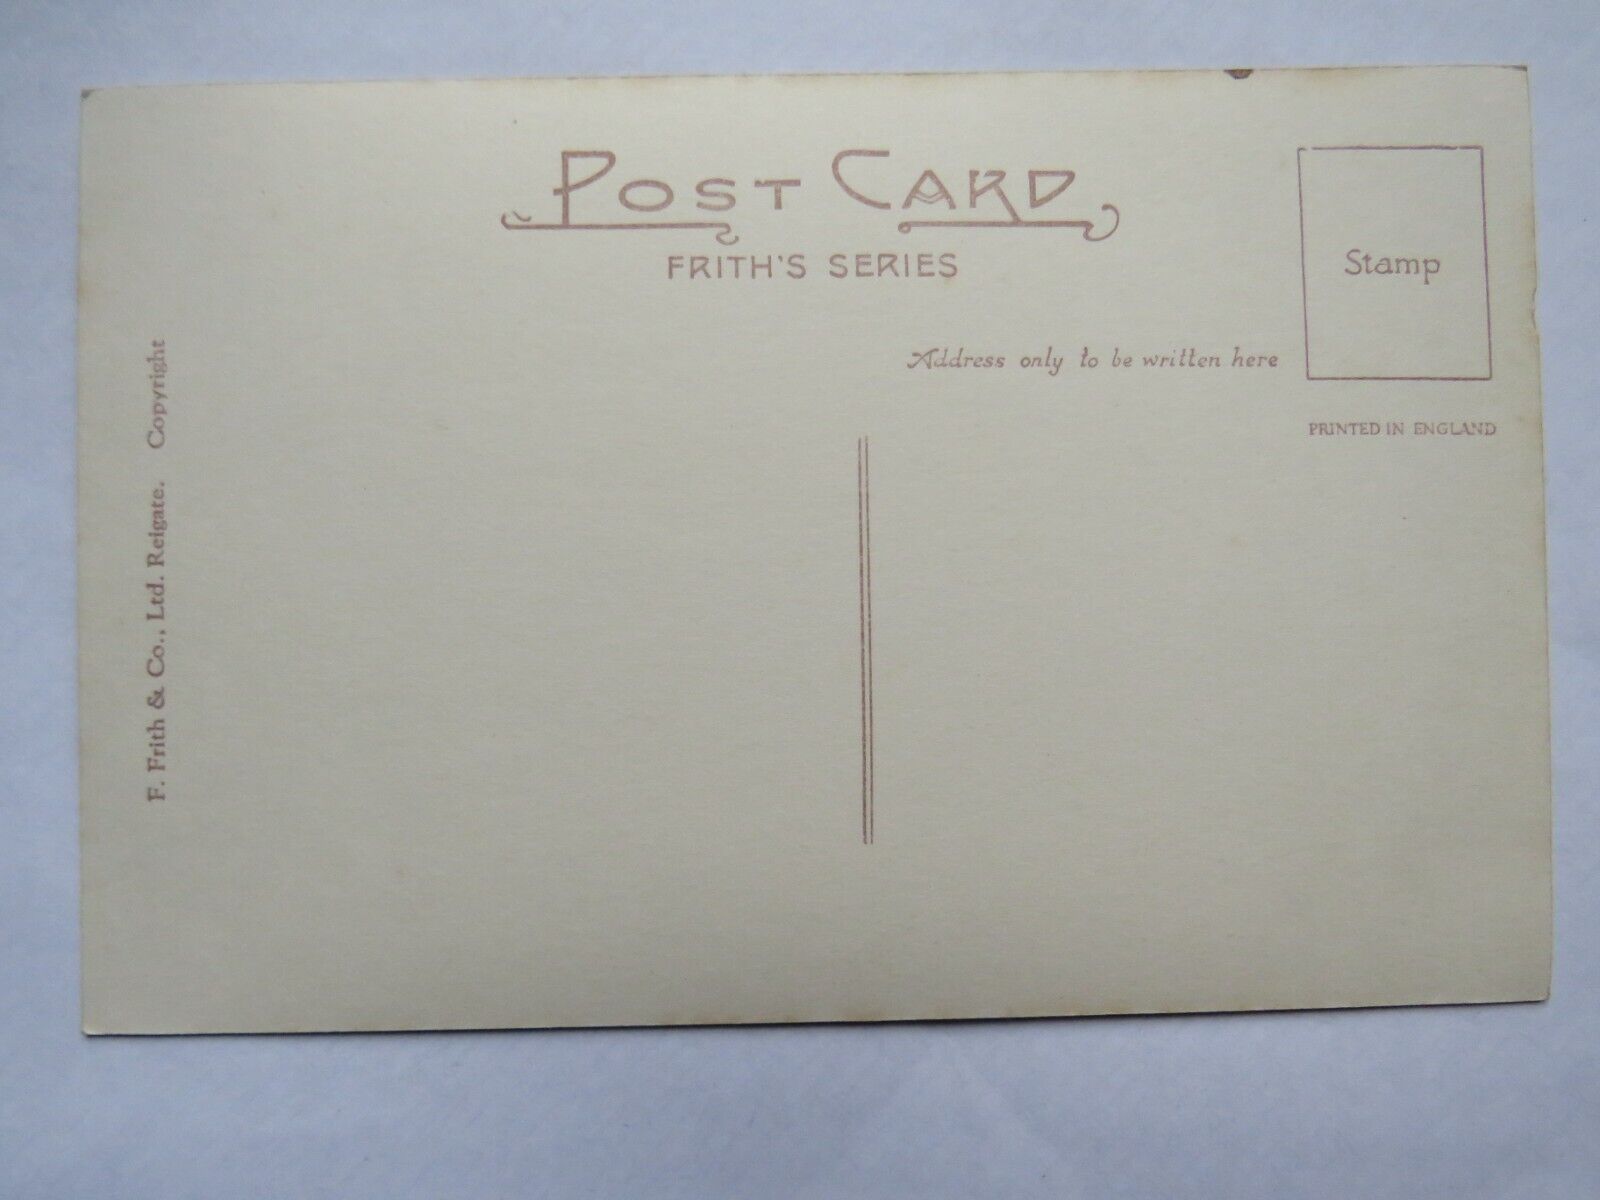 POST CARD
FRITH'S SERIES
Stamp
Address only to be written here
PRINTED IN ENGLAND
F. Frith & Co., Ltd. Reigate. Copyright